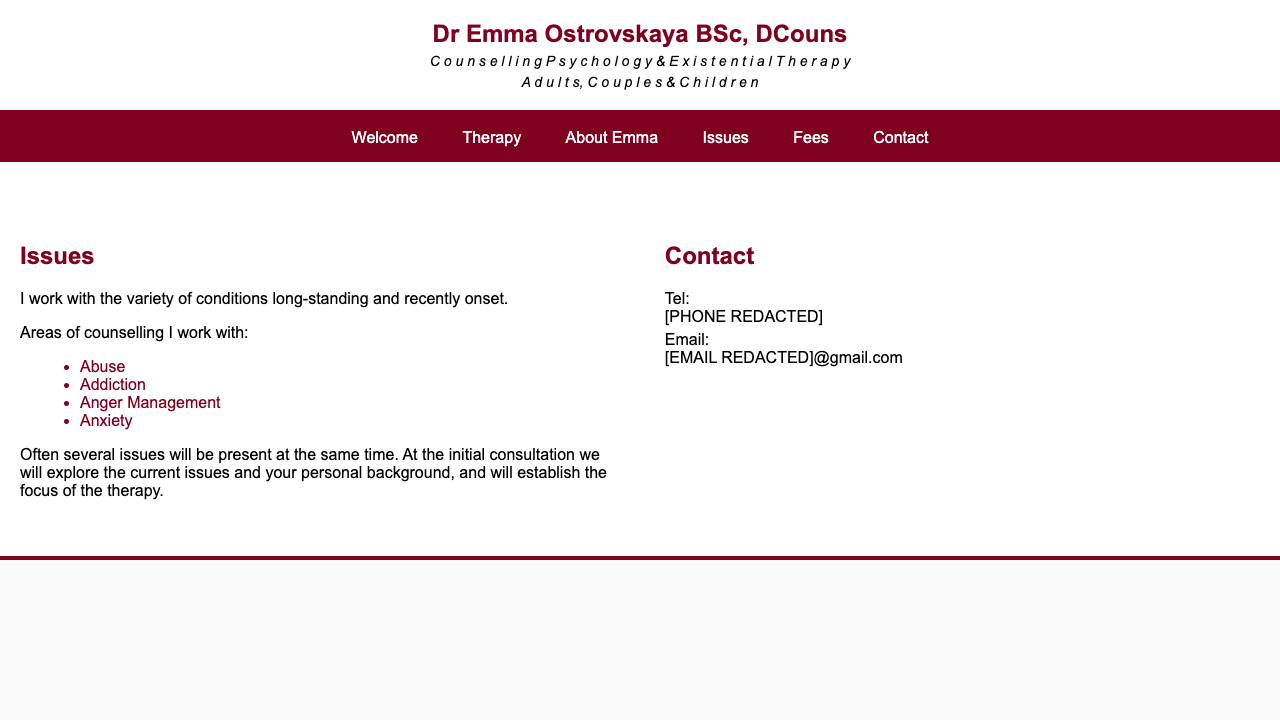 Dr Emma Ostrovskaya BSc, DCouns
Counselling Psychology & Existential Therapy
Adults, Couples & Children
Welcome Therapy About Emma Issues Fees Contact
Issues
I work with the variety of conditions long-standing and recently onset.
Areas of counselling I work with:
• Abuse
• Addiction
• Anger Management
• Anxiety
Often several issues will be present at the same time. At the initial consultation we
will explore the current issues and your personal background, and will establish the
focus of the therapy.
Contact
Tel:
[PHONE REDACTED]
Email:
[EMAIL REDACTED]@gmail.com